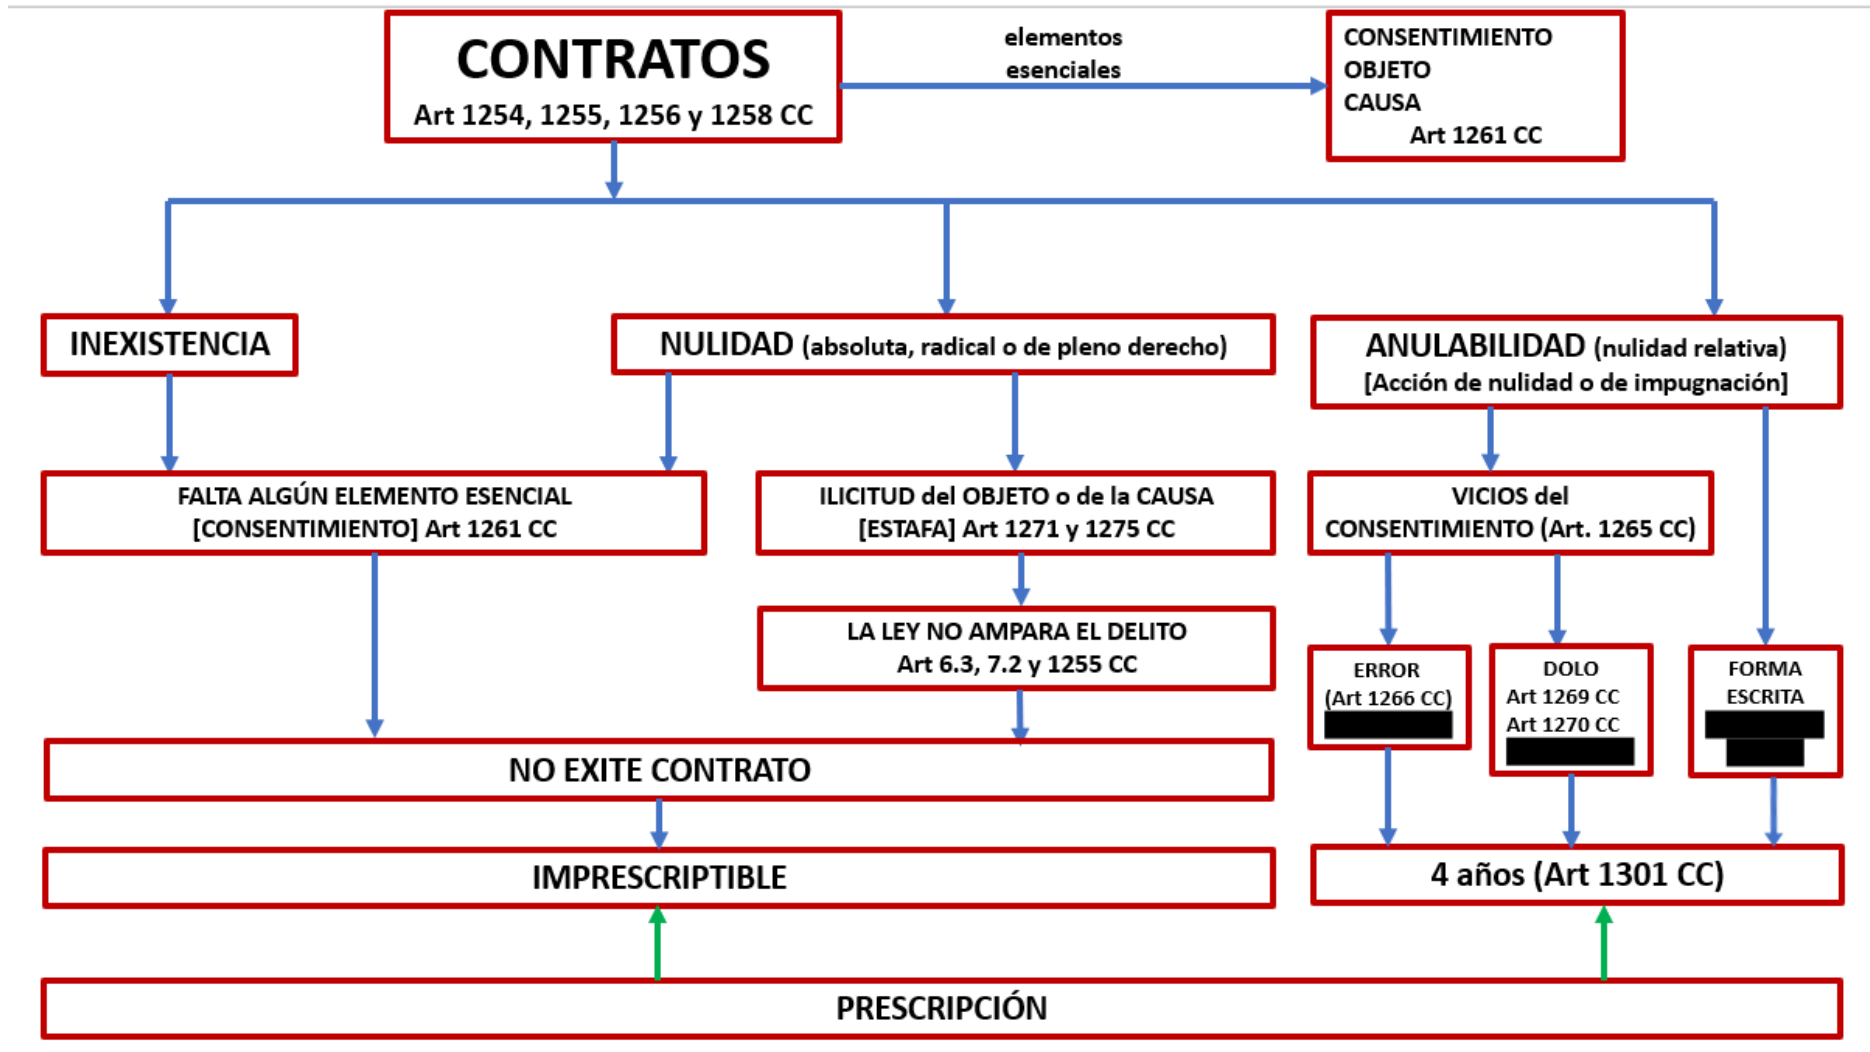 CONTRATOS
Art 1254, 1255, 1256 y 1258 CC
elementos
esenciales
CONSENTIMIENTO
OBJETO
CAUSA
Art 1261 CC
INEXISTENCIA
NULIDAD (absoluta, radical o de pleno derecho)
ANULABILIDAD (nulidad relativa)
[Acción de nulidad o de impugnación]
FALTA ALGÚN ELEMENTO ESENCIAL
[CONSENTIMIENTO] Art 1261 CC
ILICITUD del OBJETO o de la CAUSA
[ESTAFA] Art 1271 y 1275 CC
VICIOS del
CONSENTIMIENTO (Art. 1265 CC)
LA LEY NO AMPARA EL DELITO
Art 6.3, 7.2 y 1255 CC
ERROR
(Art 1266 CC)
DOLO
Art 1269 CC
Art 1270 CC
FORMA
ESCRITA
NO EXITE CONTRATO
IMPRESCRIPTIBLE
4 años (Art 1301 CC)
PRESCRIPCIÓN